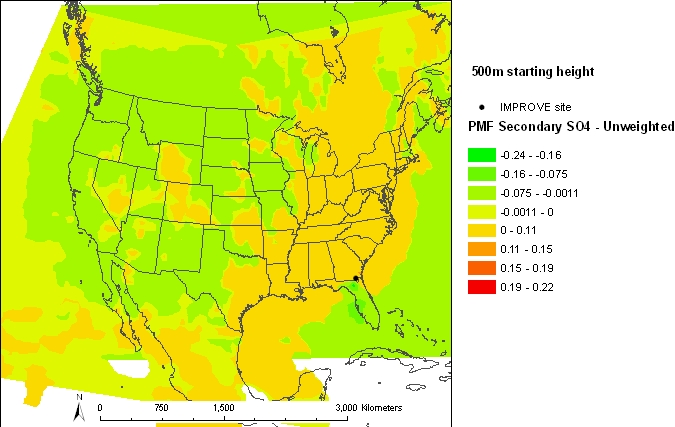 500m starting height
IMPROVE site
PMF Secondary SO4 - Unweighted
-0.24 - -0.16
-0.16 - -0.075
-0.075 - -0.0011
-0.0011 - 0
0 - 0.11
0.11 - 0.15
0.15 - 0.19
0.19 - 0.22
N
0 750 1,500 3,000 Kilometers